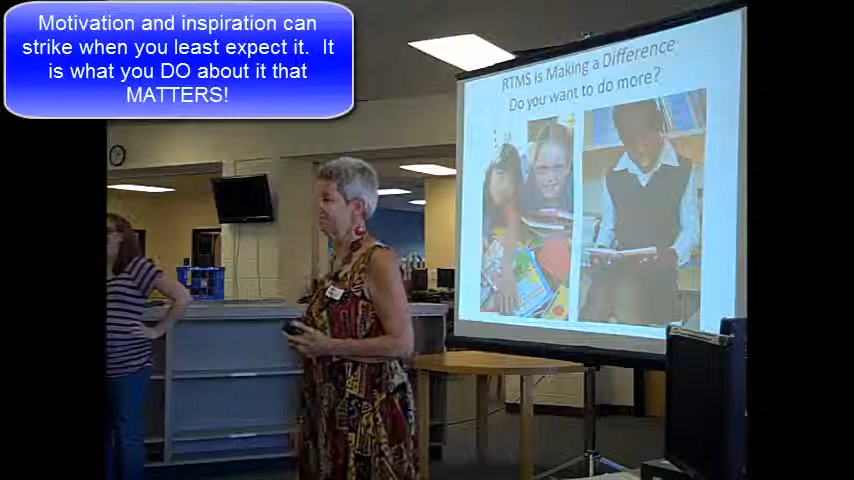 Motivation and inspiration can
strike when you least expect it.  It
is what you DO about it that
MATTERS!
RTMS is Making a Difference
Do you want to do more?